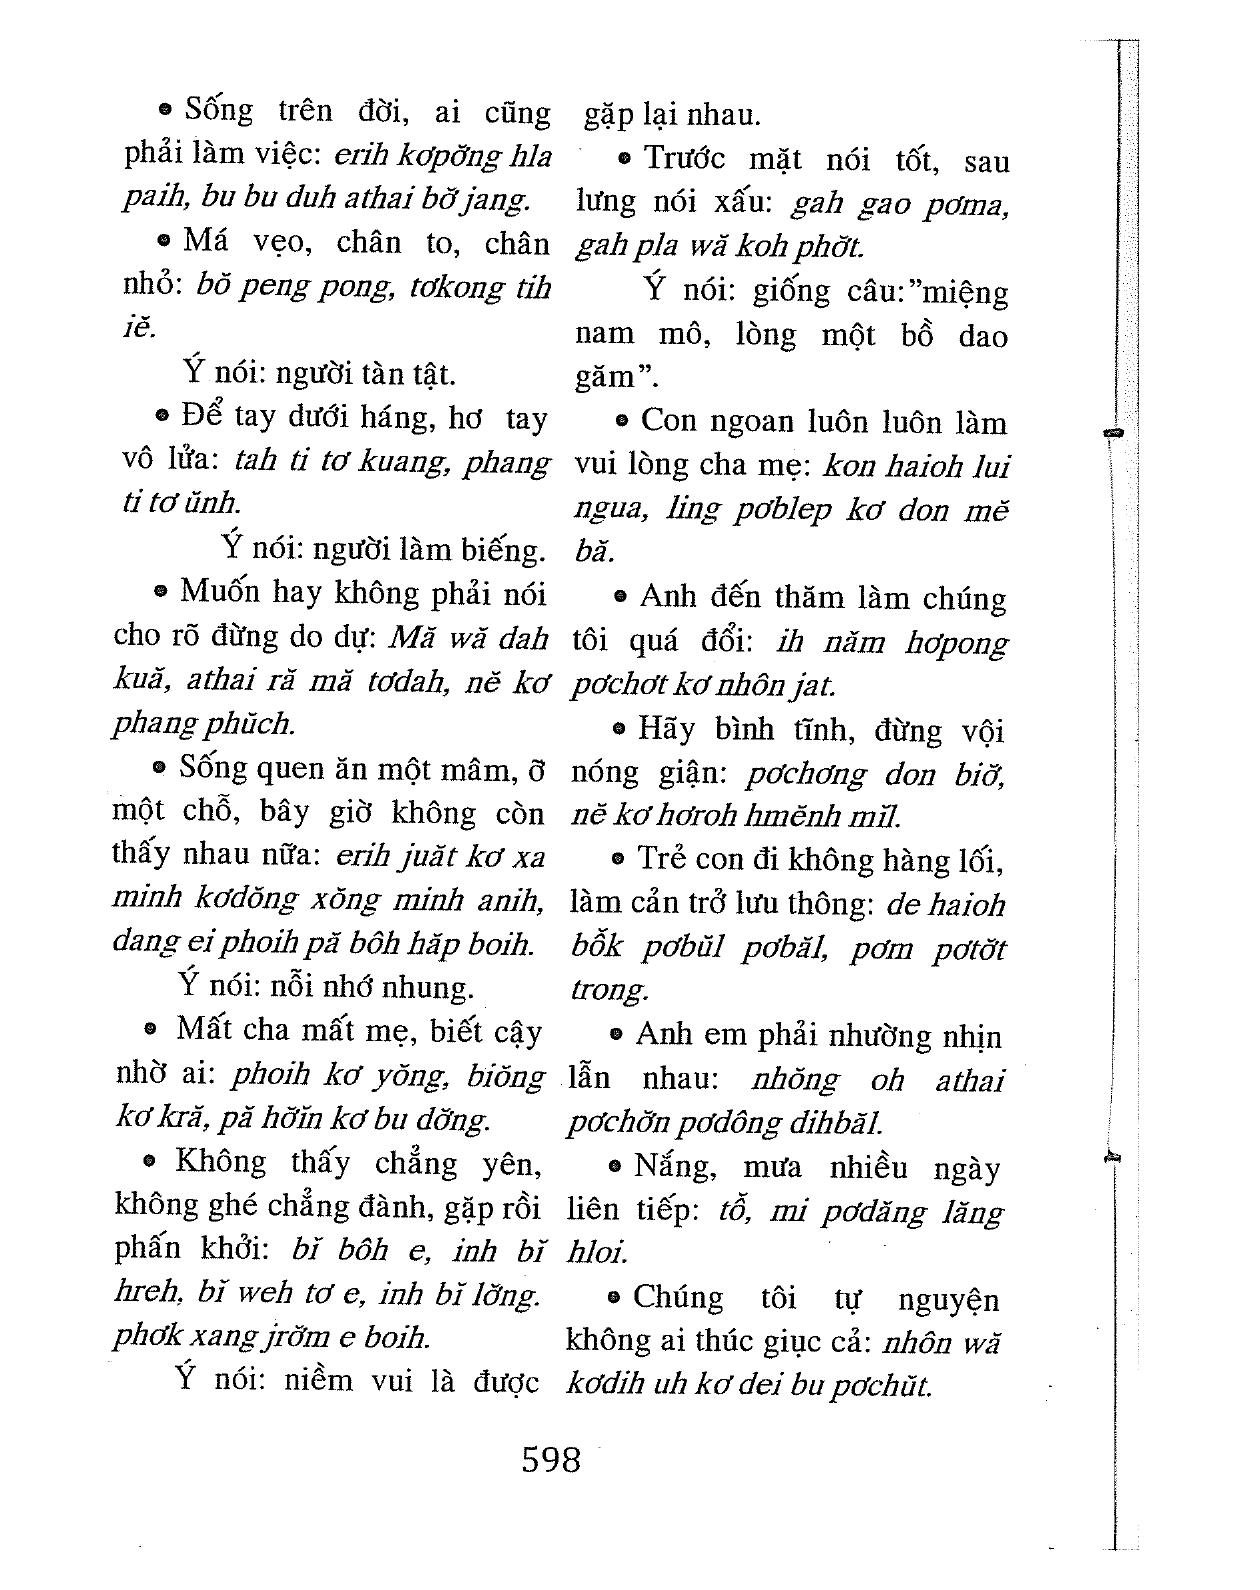 ● Sống trên đời, ai cũng
phải làm việc: erih kơpơ̆ng hla
paih, bu bu duh athai bơ̆ jang.
● Má vẹo, chân to, chân
nhỏ: bŏ peng pong, tơkong tih
iĕ.
Ý nói: người tàn tật.
● Để tay dưới háng, hơ tay
vô lửa: tah ti tơ kuang, phang
ti tơ ŭnh.
Ý nói: người làm biếng.
● Muốn hay không phải nói
cho rõ đừng do dự: Mă wă dah
kuă, athai ră mă tơdah, nĕ kơ
phang phŭch.
● Sống quen ăn một mâm, ở
một chỗ, bây giờ không còn
thấy nhau nữa: erih juăt kơ xa
minh kơdŏng xŏng minh anih,
dang ei phoih pă bôh hăp boih.
Ý nói: nỗi nhớ nhung.
● Mất cha mất mẹ, biết cậy
nhờ ai: phoih kơ yŏng, biŏng
kơ kră, pă hơ̆ĭn kơ bu dơ̆ng.
● Không thấy chẳng yên,
không ghé chẳng đành, gặp rồi
phấn khởi: bĭ bôh e, inh bĭ
hreh, bĭ weh tơ e, inh bĭ lơ̆ng.
phơk xang jrơ̆m e boih.
Ý nói: niềm vui là được
gặp lại nhau.
● Trước mặt nói tốt, sau
lưng nói xấu: gah gao pơma,
gah pla wă koh phơ̆t.
Ý nói: giống câu:”miệng
nam mô, lòng một bồ dao
găm”.
● Con ngoan luôn luôn làm
vui lòng cha mẹ: kon haioh lui
ngua, ling pơblep kơ don mĕ
bă.
● Anh đến thăm làm chúng
tôi quá đổi: ih năm hơpong
pơchơt kơ nhôn jat.
● Hãy bình tĩnh, đừng vội
nóng giận: pơchơng don biơ̆,
nĕ kơ hơroh hmĕnh mĭl.
● Trẻ con đi không hàng lối,
làm cản trở lưu thông: de haioh
bô̆k pơbŭl pơbăl, pơm pơtơ̆t
trong.
● Anh em phải nhường nhịn
lẫn nhau: nhŏng oh athai
pơchơ̆n pơdông dihbăl.
● Nắng, mưa nhiều ngày
liên tiếp: tô̆, mi pơdăng lăng
hloi.
● Chúng tôi tự nguyện
không ai thúc giục cả: nhôn wă
kơdih uh kơ dei bu pơchŭt.
598